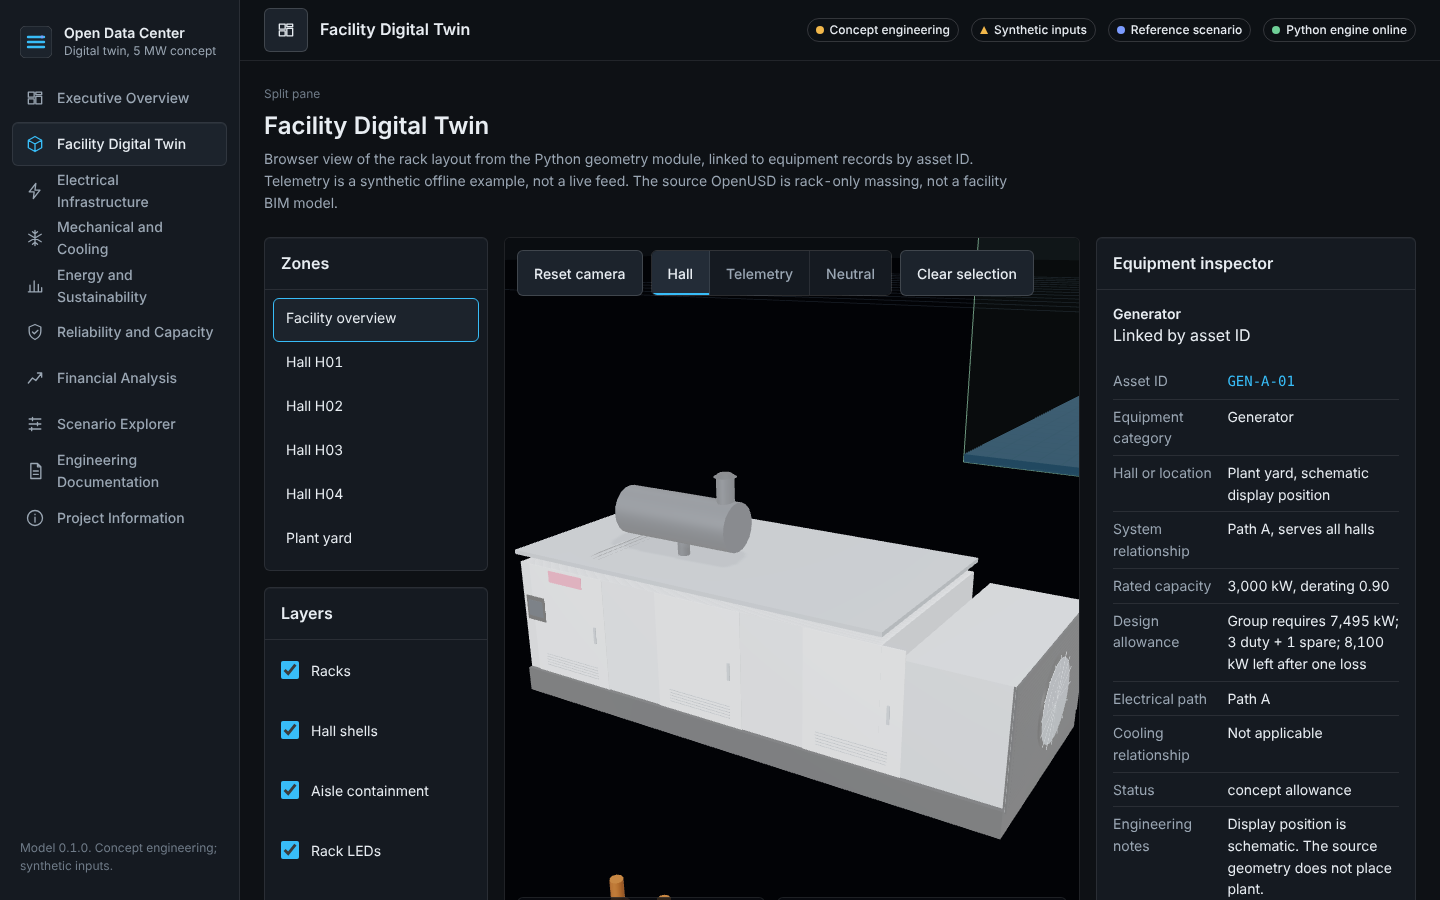 Open Data Center
Digital twin, 5 MW concept
Executive Overview
Facility Digital Twin
Electrical
Infrastructure
Mechanical and
Cooling
Energy and
Sustainability
Reliability and Capacity
Financial Analysis
Scenario Explorer
Engineering
Documentation
Project Information
Model 0.1.0. Concept engineering;
synthetic inputs.
Facility Digital Twin
Concept engineering
Synthetic inputs
Reference scenario
Python engine online
Split pane
Facility Digital Twin
Browser view of the rack layout from the Python geometry module, linked to equipment records by asset ID.
Telemetry is a synthetic offline example, not a live feed. The source OpenUSD is rack-only massing, not a facility
BIM model.
Zones
Facility overview
Hall H01
Hall H02
Hall H03
Hall H04
Plant yard
Layers
Racks
Hall shells
Aisle containment
Rack LEDs
Reset camera
Hall
Telemetry
Neutral
Clear selection
Equipment inspector
Generator
Linked by asset ID
Asset ID
GEN-A-01
Equipment
category
Generator
Hall or location
Plant yard, schematic
display position
System
relationship
Path A, serves all halls
Rated capacity
3,000 kW, derating 0.90
Design
allowance
Group requires 7,495 kW;
3 duty + 1 spare; 8,100
kW left after one loss
Electrical path
Path A
Cooling
relationship
Not applicable
Status
concept allowance
Engineering
notes
Display position is
schematic. The source
geometry does not place
plant.